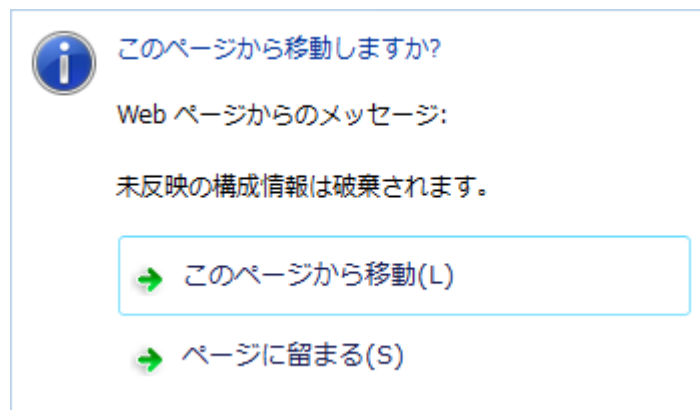 このページから移動しますか?
Web ページからのメッセージ:
未反映の構成情報は破棄されます。
このページから移動(L)
ページに留まる(S)